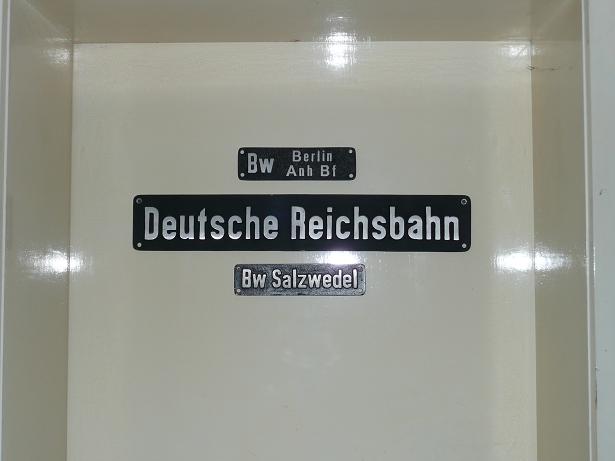 Bw Berlin
Anh Bf
Deutsche Reichsbahn
Bw Salzwedel